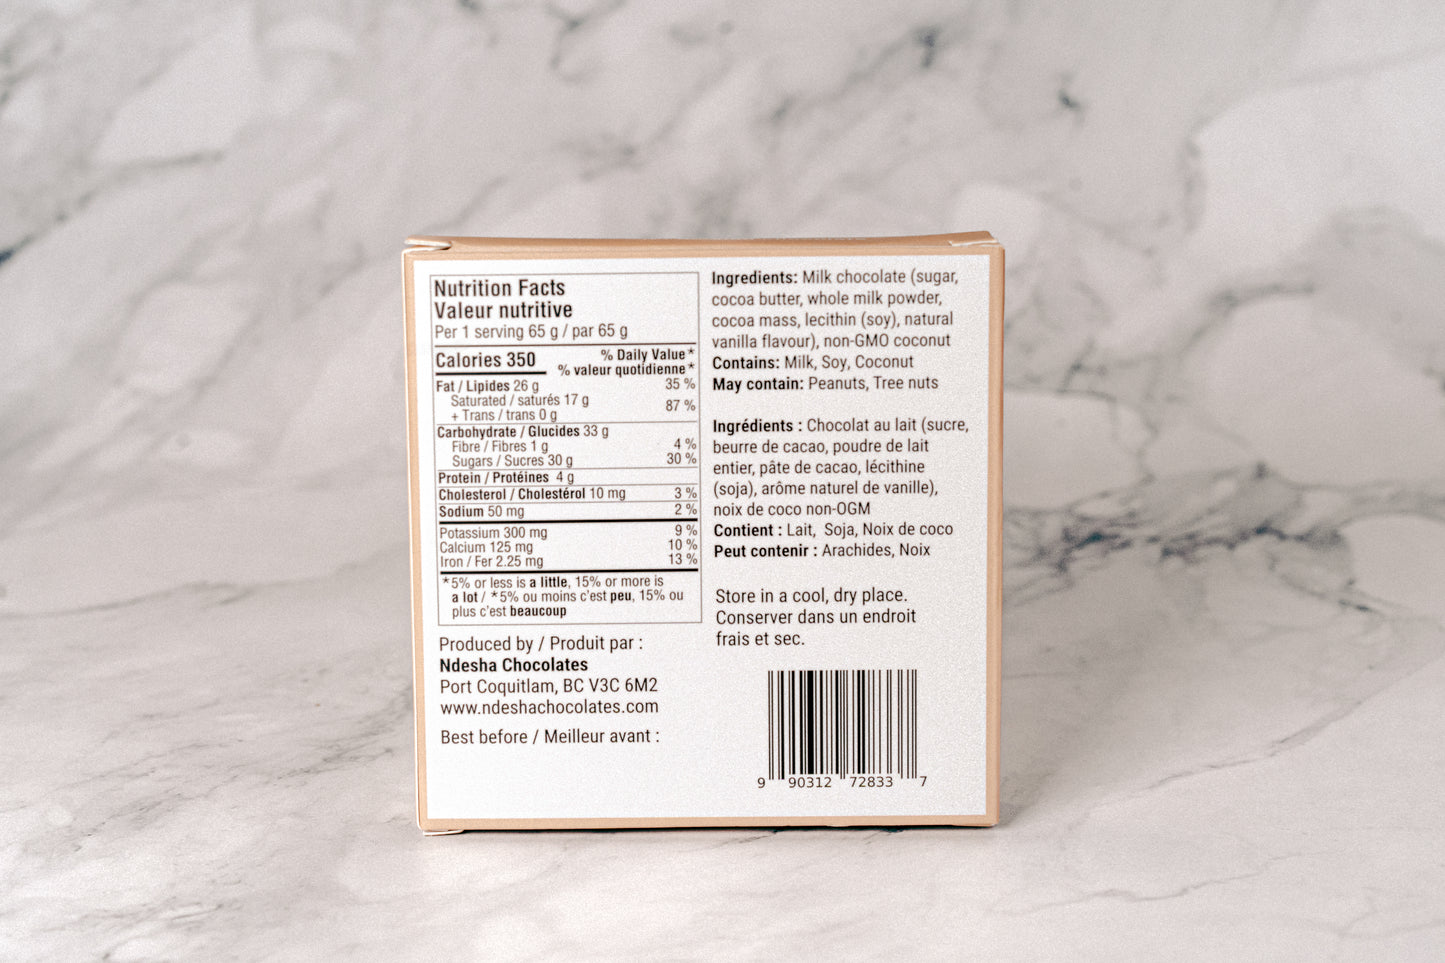 Nutrition Facts
Valeur nutritive
Per 1 serving 65 g / par 65 g
Calories 350
% Daily Value*
% valeur quotidienne*
Fat / Lipides 26 g 35 %
Saturated / saturés 17 g
+ Trans / trans 0 g 87 %
Carbohydrate / Glucides 33 g
Fibre / Fibres 1 g 4 %
Sugars / Sucres 30 g 30 %
Protein / Protéines 4 g
Cholesterol / Cholestérol 10 mg 3 %
Sodium 50 mg 2 %
Potassium 300 mg 9 %
Calcium 125 mg 10 %
Iron / Fer 2.25 mg 13 %
*5% or less is a little, 15% or more is
a lot / *5% ou moins c'est peu, 15% ou
plus c'est beaucoup
Produced by / Produit par :
Ndesha Chocolates
Port Coquitlam, BC V3C 6M2
www.ndeshachocolates.com
Best before / Meilleur avant :
Ingredients: Milk chocolate (sugar,
cocoa butter, whole milk powder,
cocoa mass, lecithin (soy), natural
vanilla flavour), non-GMO coconut
Contains: Milk, Soy, Coconut
May contain: Peanuts, Tree nuts
Ingrédients : Chocolat au lait (sucre,
beurre de cacao, poudre de lait
entier, pâte de cacao, lécithine
(soja), arôme naturel de vanille),
noix de coco non-OGM
Contient : Lait, Soja, Noix de coco
Peut contenir : Arachides, Noix
Store in a cool, dry place.
Conserver dans un endroit
frais et sec.
9 90312 72833 7